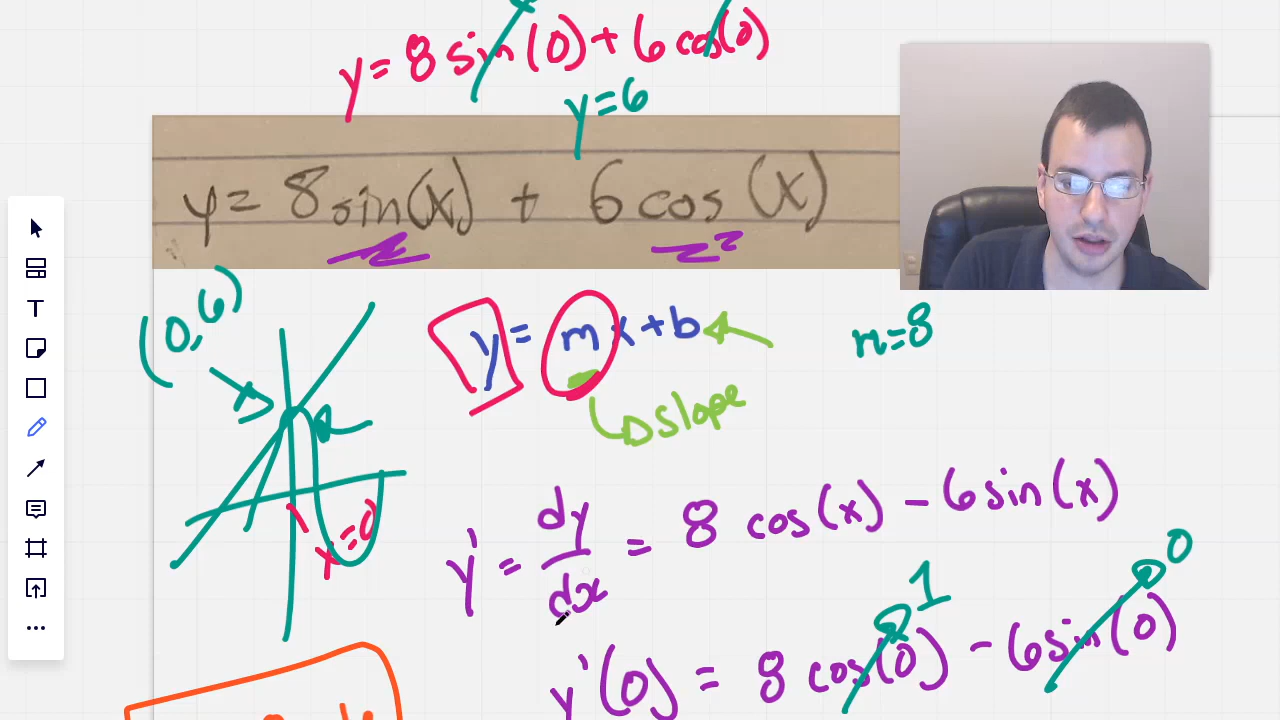 y = 8 sin(0) + 6 cos(0)
y = 6
y = 8 sin(x) + 6 cos (x)
(0, 6)
y = mx + b
m = 8
slope
x = 0
y' = dy/dx = 8 cos(x) - 6 sin(x)
1
0
y'(0) = 8 cos(0) - 6 sin(0)
T